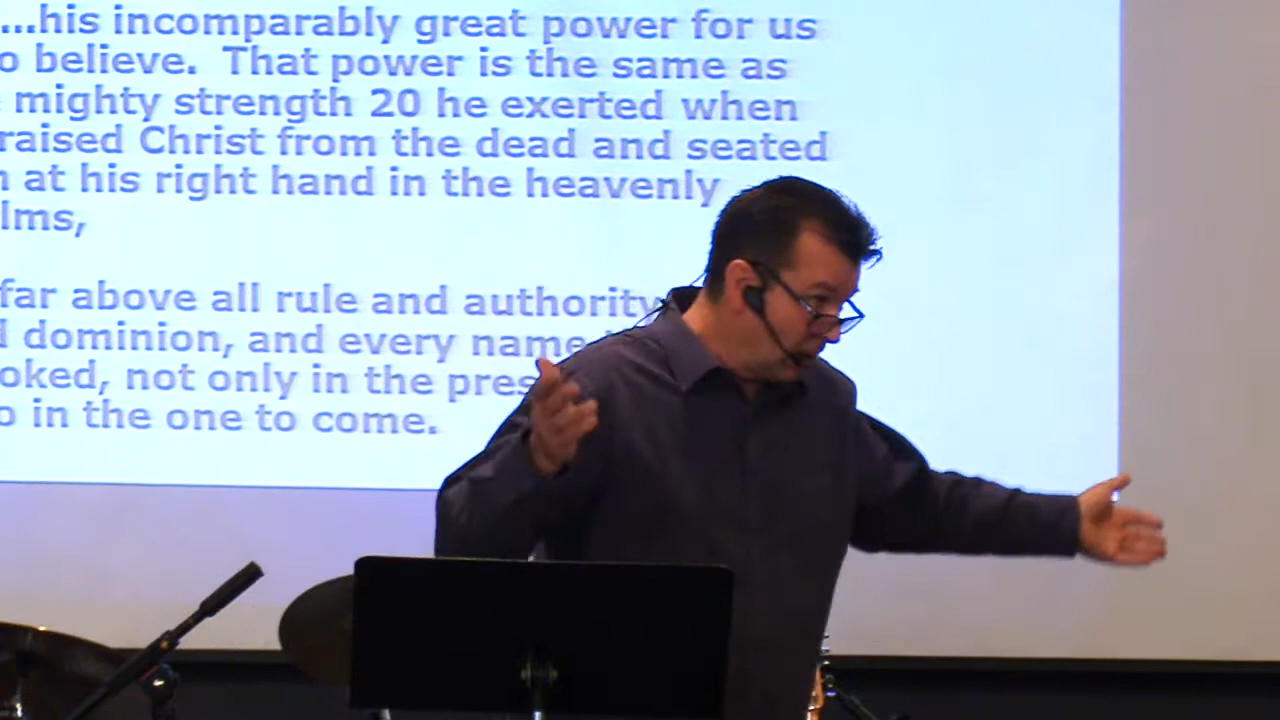 ...his incomparably great power for us
o believe. That power is the same as
mighty strength 20 he exerted when
raised Christ from the dead and seated
at his right hand in the heavenly
lms,
far above all rule and authority
dominion, and every name
oked, not only in the pres
o in the one to come.